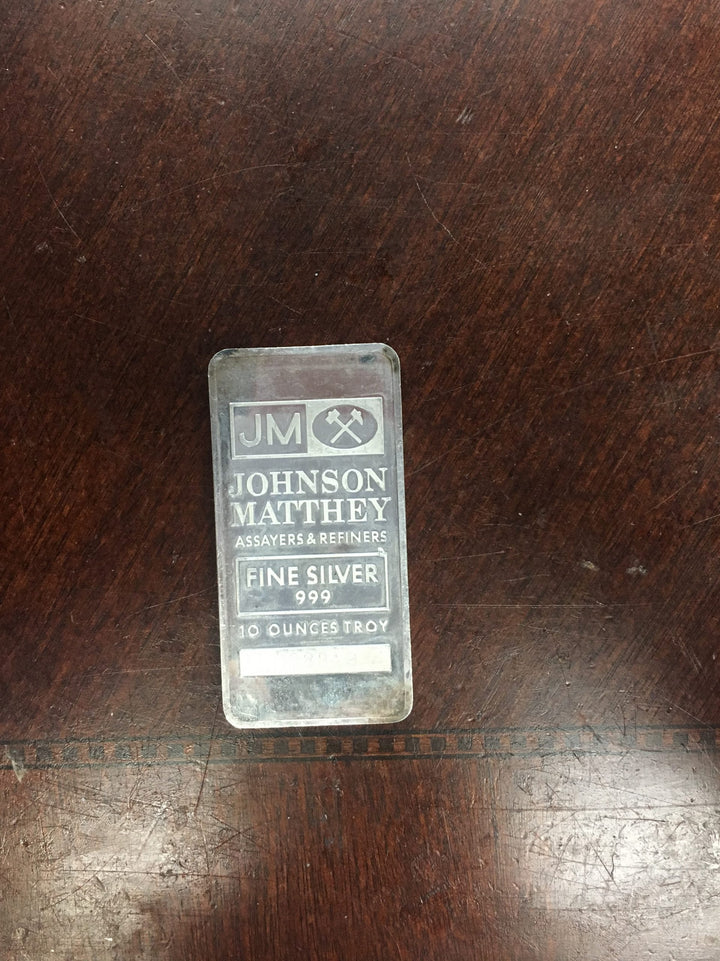 JM
JOHNSON
MATTHEY
ASSAYERS & REFINERS
FINE SILVER
999
10 OUNCES TROY